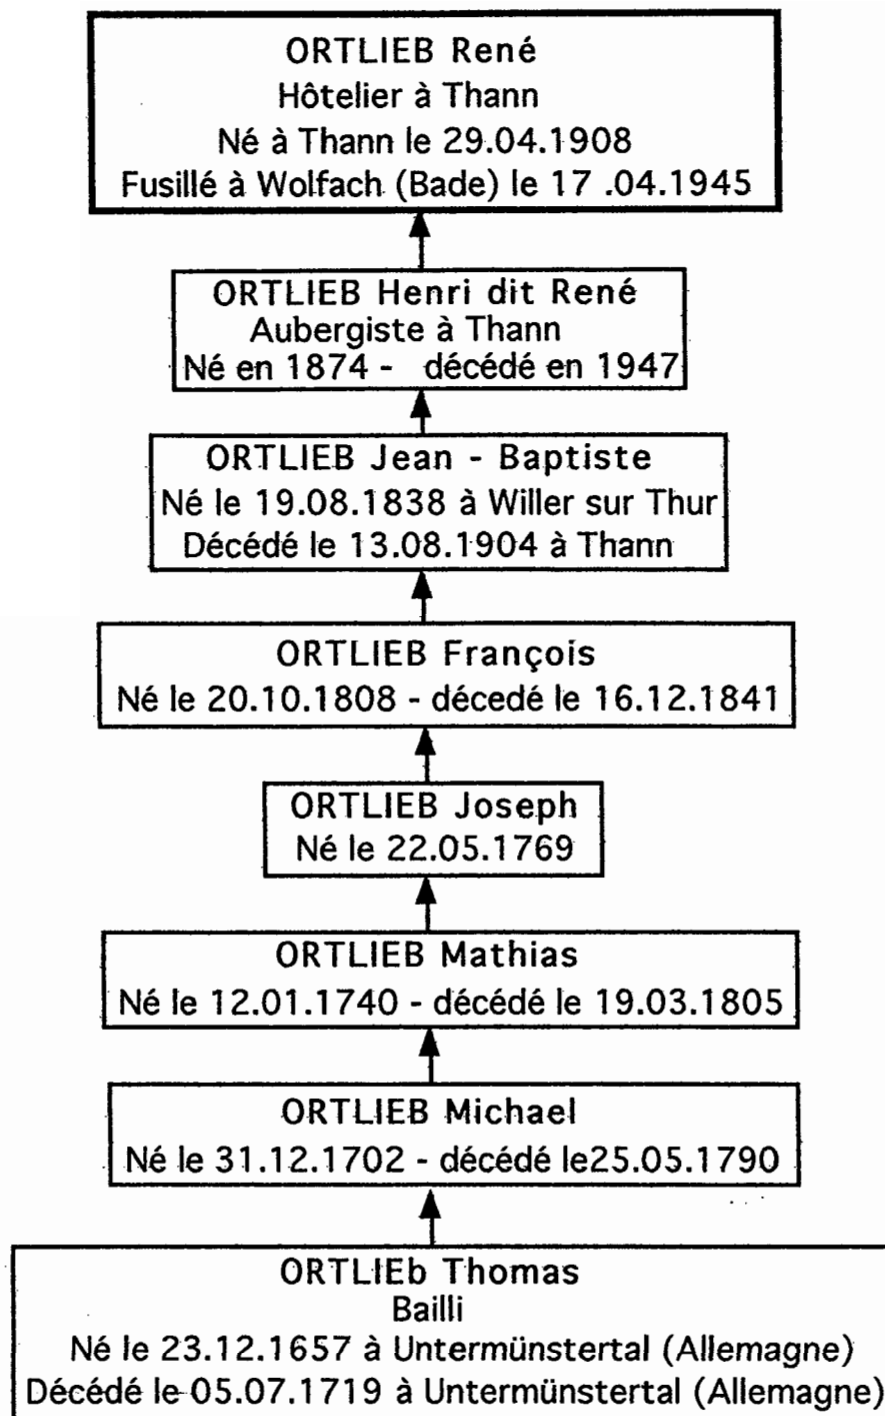 ORTLIEB René
Hôtelier à Thann
Né à Thann le 29.04.1908
Fusillé à Wolfach (Bade) le 17 .04.1945
ORTLIEB Henri dit René
Aubergiste à Thann
Né en 1874 - décédé en 1947
ORTLIEB Jean - Baptiste
Né le 19.08.1838 à Willer sur Thur
Décédé le 13.08.1904 à Thann
ORTLIEB François
Né le 20.10.1808 - décedé le 16.12.1841
ORTLIEB Joseph
Né le 22.05.1769
ORTLIEB Mathias
Né le 12.01.1740 - décédé le 19.03.1805
ORTLIEB Michael
Né le 31.12.1702 - décédé le25.05.1790
ORTLIEb Thomas
Bailli
Né le 23.12.1657 à Untermünstertal (Allemagne)
Décédé le 05.07.1719 à Untermünstertal (Allemagne)